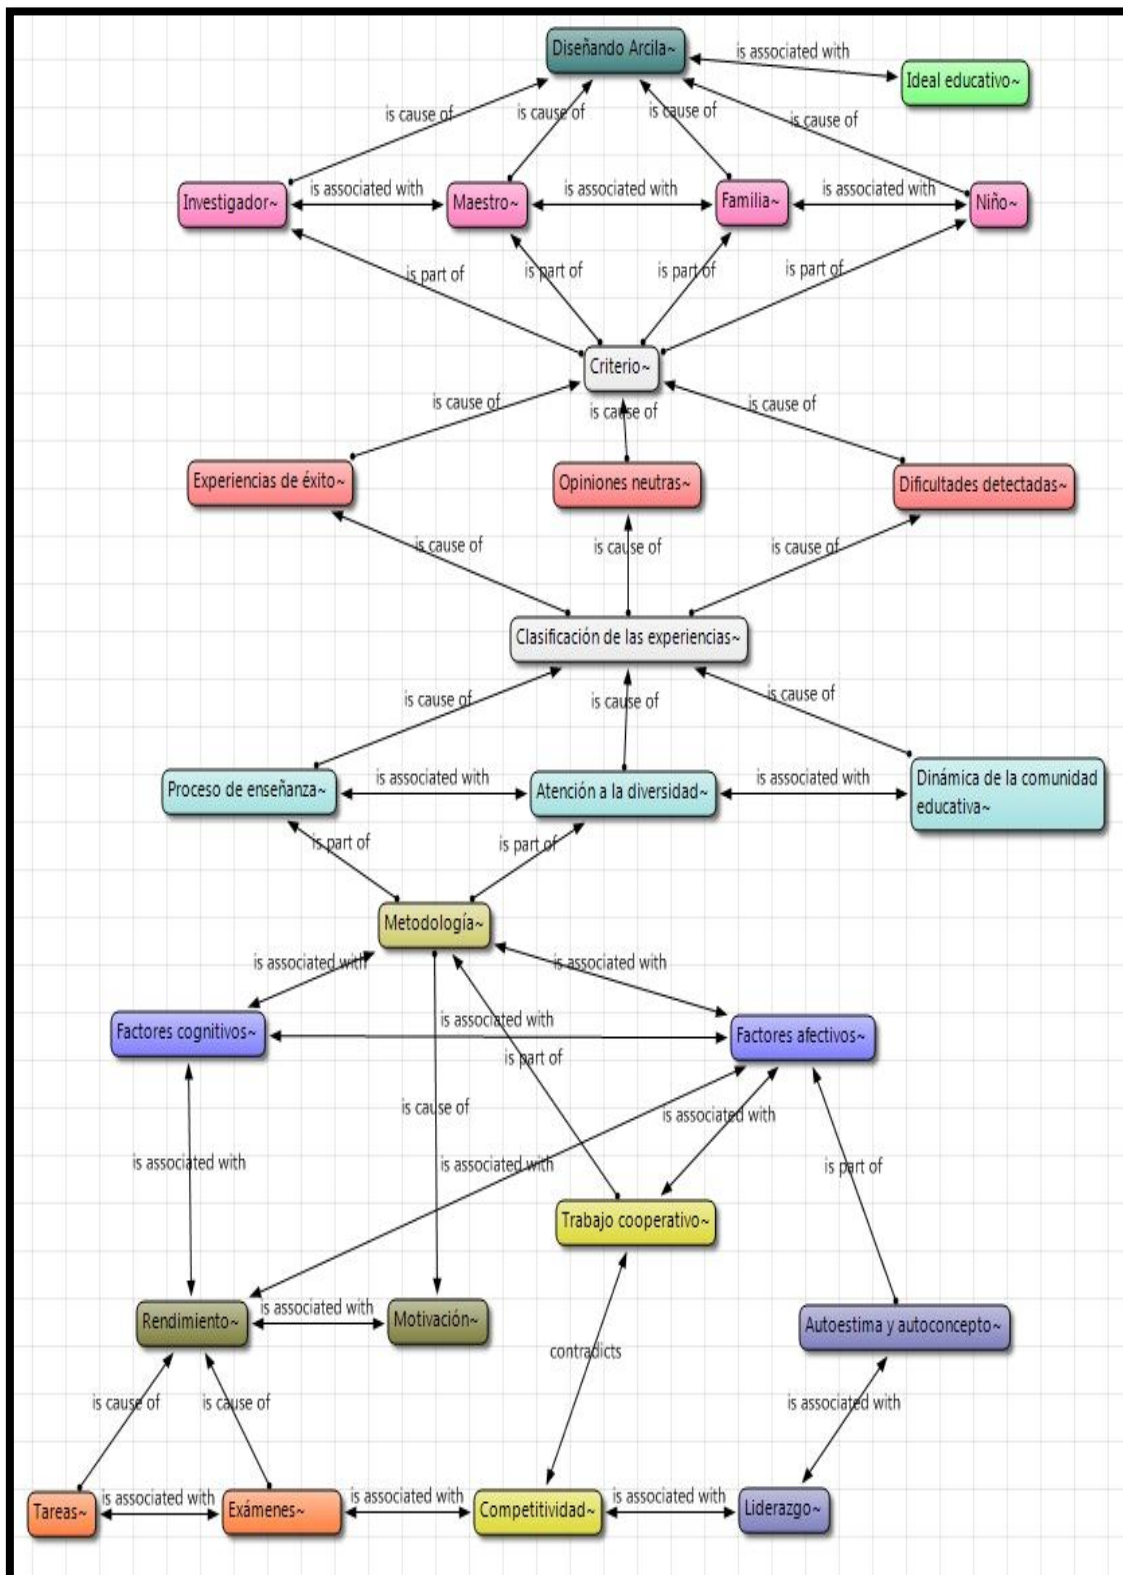 Diseñando Arcila~
is associated with
Ideal educativo~
is cause of
is cause of
is cause of
is cause of
Investigador~
is associated with
Maestro~
is associated with
Familia~
is associated with
Niño~
is part of
is part of
is part of
is part of
Criterio~
is cause of
is cause of
is cause of
Experiencias de éxito~
Opiniones neutras~
Dificultades detectadas~
is cause of
is cause of
is cause of
Clasificación de las experiencias~
is cause of
is cause of
is cause of
Proceso de enseñanza~
is associated with
Atención a la diversidad~
is associated with
Dinámica de la comunidad
educativa~
is part of
is part of
Metodología~
is associated with
is associated with
Factores cognitivos~
is associated with
Factores afectivos~
is part of
is cause of
is associated with
is associated with
is associated with
is part of
Trabajo cooperativo~
Rendimiento~
is associated with
Motivación~
Autoestima y autoconcepto~
contradicts
is cause of
is cause of
is associated with
Tareas~
is associated with
Exámenes~
is associated with
Competitividad~
is associated with
Liderazgo~